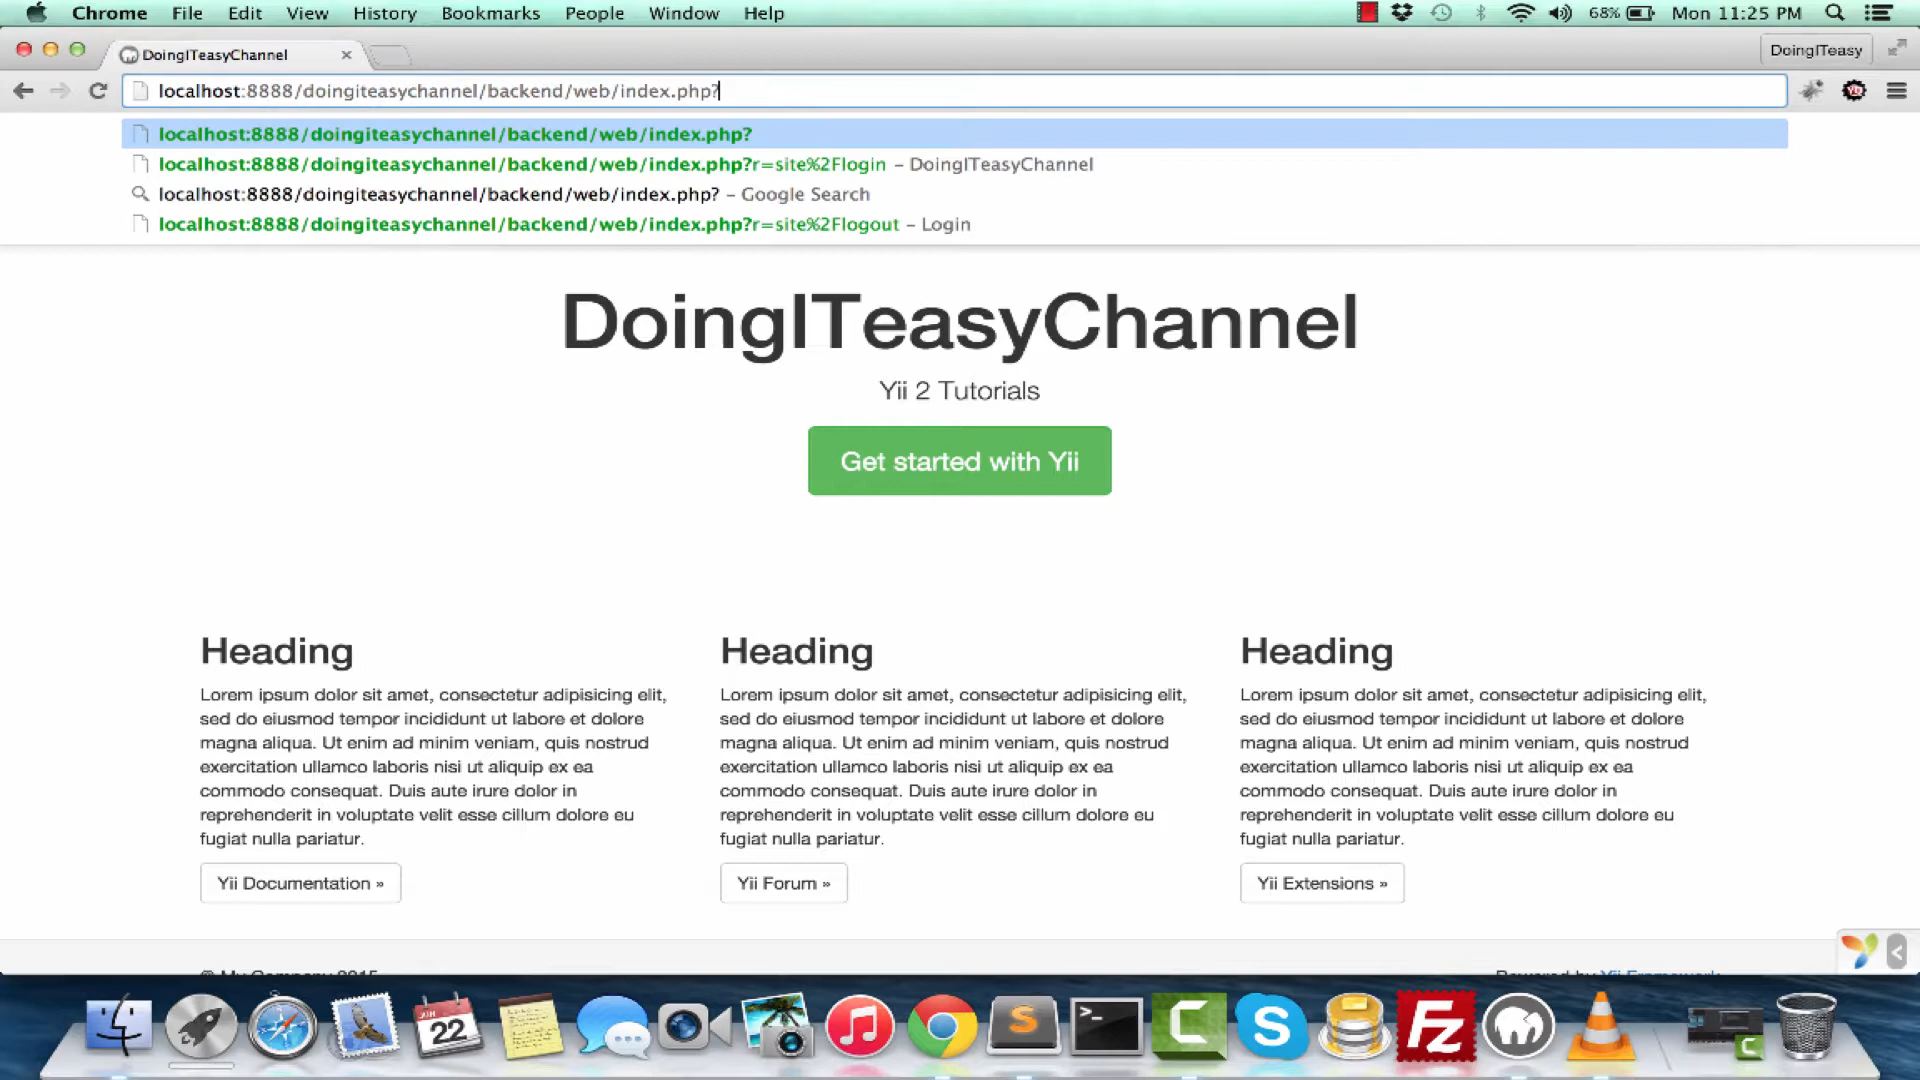 Chrome File Edit View History Bookmarks People Window Help 68% Mon 11:25 PM
DoingITeasyChannel × DoingITeasy
localhost:8888/doingiteasychannel/backend/web/index.php?
localhost:8888/doingiteasychannel/backend/web/index.php?
localhost:8888/doingiteasychannel/backend/web/index.php?r=site%2Flogin – DoingITeasyChannel
localhost:8888/doingiteasychannel/backend/web/index.php? – Google Search
localhost:8888/doingiteasychannel/backend/web/index.php?r=site%2Flogout – Login
DoingITeasyChannel
Yii 2 Tutorials
Get started with Yii
Heading
Lorem ipsum dolor sit amet, consectetur adipisicing elit,
sed do eiusmod tempor incididunt ut labore et dolore
magna aliqua. Ut enim ad minim veniam, quis nostrud
exercitation ullamco laboris nisi ut aliquip ex ea
commodo consequat. Duis aute irure dolor in
reprehenderit in voluptate velit esse cillum dolore eu
fugiat nulla pariatur.
Yii Documentation »
Heading
Lorem ipsum dolor sit amet, consectetur adipisicing elit,
sed do eiusmod tempor incididunt ut labore et dolore
magna aliqua. Ut enim ad minim veniam, quis nostrud
exercitation ullamco laboris nisi ut aliquip ex ea
commodo consequat. Duis aute irure dolor in
reprehenderit in voluptate velit esse cillum dolore eu
fugiat nulla pariatur.
Yii Forum »
Heading
Lorem ipsum dolor sit amet, consectetur adipisicing elit,
sed do eiusmod tempor incididunt ut labore et dolore
magna aliqua. Ut enim ad minim veniam, quis nostrud
exercitation ullamco laboris nisi ut aliquip ex ea
commodo consequat. Duis aute irure dolor in
reprehenderit in voluptate velit esse cillum dolore eu
fugiat nulla pariatur.
Yii Extensions »
© My Company 2015
Powered by Yii Framework
JUN
22
S
>_
C
S
Fz
C